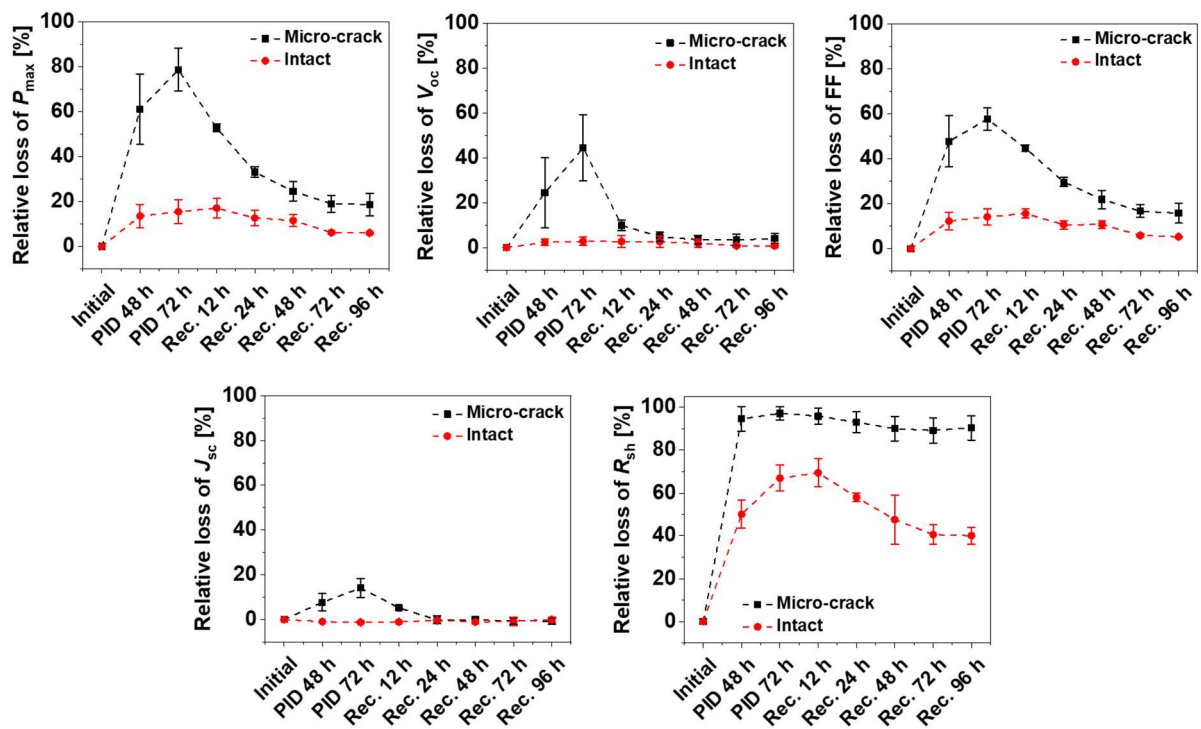 Relative loss of Pmax [%]
100
80
60
40
20
0
Micro-crack
Intact
Initial
PID 48 h
PID 72 h
Rec. 12 h
Rec. 24 h
Rec. 48 h
Rec. 72 h
Rec. 96 h
Relative loss of Voc [%]
100
80
60
40
20
0
Micro-crack
Intact
Initial
PID 48 h
PID 72 h
Rec. 12 h
Rec. 24 h
Rec. 48 h
Rec. 72 h
Rec. 96 h
Relative loss of FF [%]
100
80
60
40
20
0
Micro-crack
Intact
Initial
PID 48 h
PID 72 h
Rec. 12 h
Rec. 24 h
Rec. 48 h
Rec. 72 h
Rec. 96 h
Relative loss of Jsc [%]
100
80
60
40
20
0
Micro-crack
Intact
Initial
PID 48 h
PID 72 h
Rec. 12 h
Rec. 24 h
Rec. 48 h
Rec. 72 h
Rec. 96 h
Relative loss of Rsh [%]
100
80
60
40
20
0
Micro-crack
Intact
Initial
PID 48 h
PID 72 h
Rec. 12 h
Rec. 24 h
Rec. 48 h
Rec. 72 h
Rec. 96 h